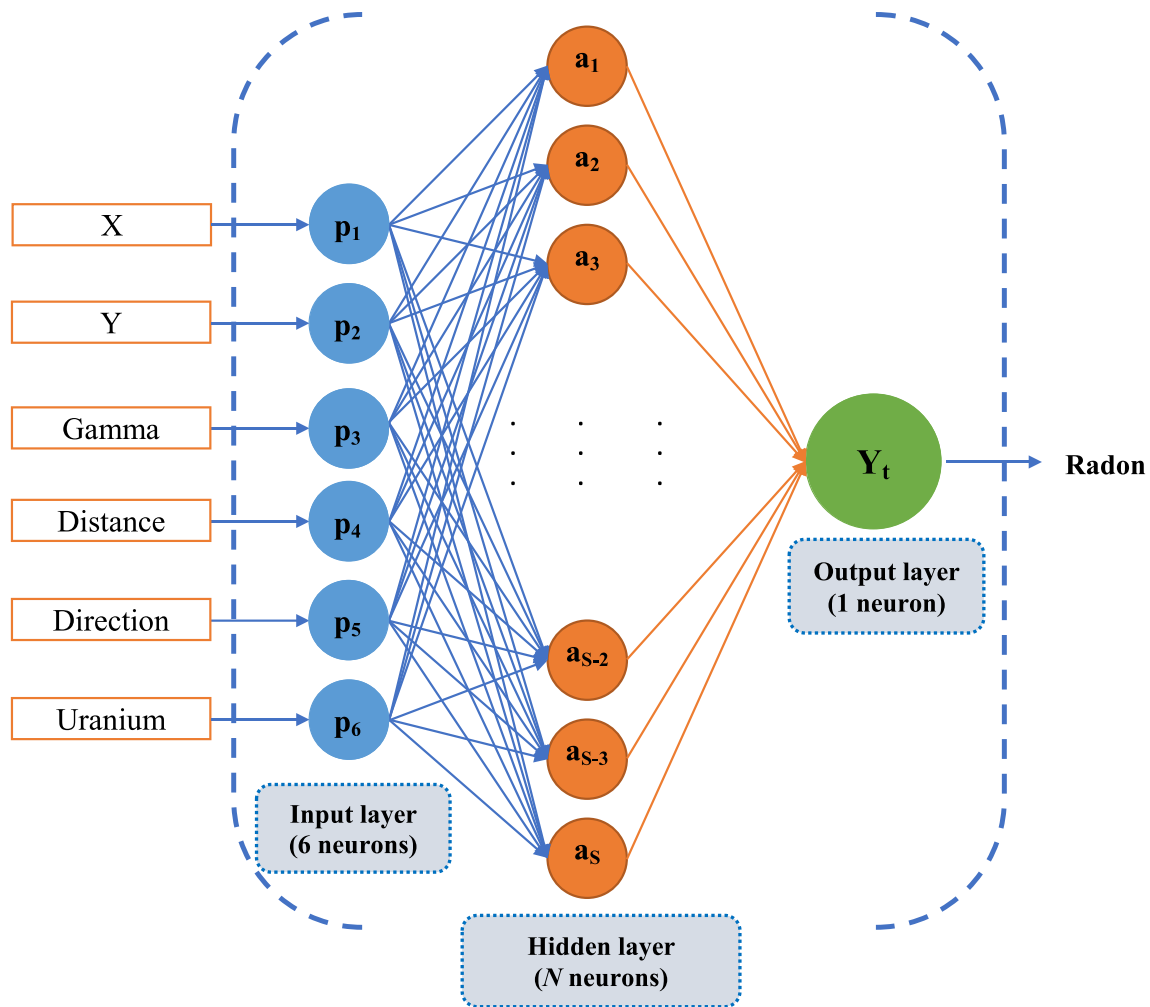 X
Y
Gamma
Distance
Direction
Uranium
p1
p2
p3
p4
p5
p6
Input layer
(6 neurons)
a1
a2
a3
. . .
. . .
. . .
aS-2
aS-3
aS
Hidden layer
(N neurons)
Yt
Output layer
(1 neuron)
Radon